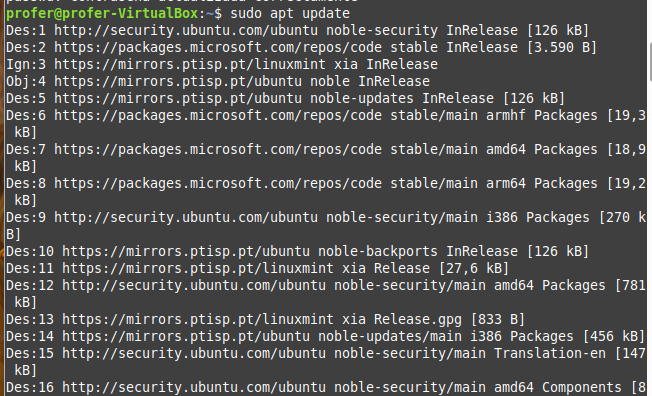 profer@profer-VirtualBox:~$ sudo apt update
Des:1 http://security.ubuntu.com/ubuntu noble-security InRelease [126 kB]
Des:2 https://packages.microsoft.com/repos/code stable InRelease [3.590 B]
Ign:3 https://mirrors.ptisp.pt/linuxmint xia InRelease
Obj:4 https://mirrors.ptisp.pt/ubuntu noble InRelease
Des:5 https://mirrors.ptisp.pt/ubuntu noble-updates InRelease [126 kB]
Des:6 https://packages.microsoft.com/repos/code stable/main armhf Packages [19,3
 kB]
Des:7 https://packages.microsoft.com/repos/code stable/main amd64 Packages [18,9
 kB]
Des:8 https://packages.microsoft.com/repos/code stable/main arm64 Packages [19,2
 kB]
Des:9 http://security.ubuntu.com/ubuntu noble-security/main i386 Packages [270 k
B]
Des:10 https://mirrors.ptisp.pt/ubuntu noble-backports InRelease [126 kB]
Des:11 https://mirrors.ptisp.pt/linuxmint xia Release [27,6 kB]
Des:12 http://security.ubuntu.com/ubuntu noble-security/main amd64 Packages [781
 kB]
Des:13 https://mirrors.ptisp.pt/linuxmint xia Release.gpg [833 B]
Des:14 https://mirrors.ptisp.pt/ubuntu noble-updates/main i386 Packages [456 kB]
Des:15 http://security.ubuntu.com/ubuntu noble-security/main Translation-en [147
 kB]
Des:16 http://security.ubuntu.com/ubuntu noble-security/main amd64 Components [8